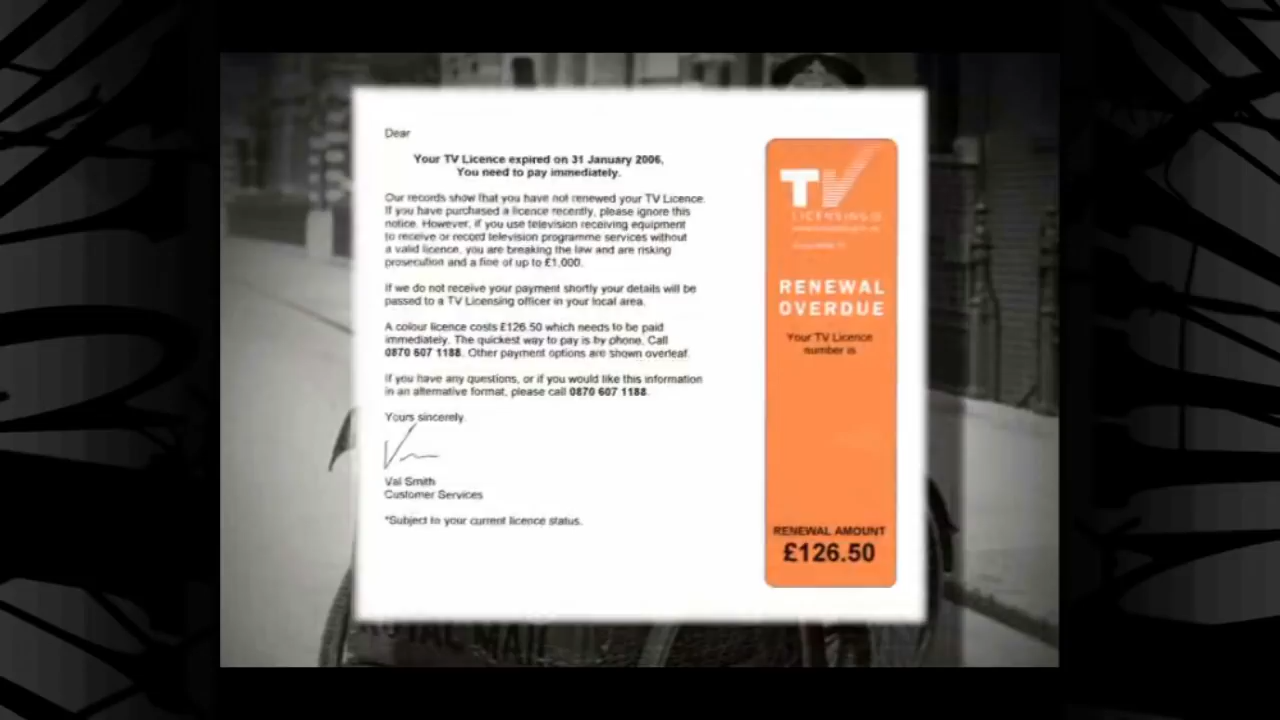 Dear
Your TV Licence expired on 31 January 2006,
You need to pay immediately.
Our records show that you have not renewed your TV Licence.
If you have purchased a licence recently, please ignore this
notice. However, if you use television receiving equipment
to receive or record television programme services without
a valid licence, you are breaking the law and are risking
prosecution and a fine of up to £1,000.
If we do not receive your payment shortly your details will be
passed to a TV Licensing officer in your local area.
A colour licence costs £126.50 which needs to be paid
immediately. The quickest way to pay is by phone. Call
0870 607 1188. Other payment options are shown overleaf.
If you have any questions, or if you would like this information
in an alternative format, please call 0870 607 1188.
Yours sincerely,
Val Smith
Customer Services
*Subject to your current licence status.
TV
LICENSING
RENEWAL
OVERDUE
Your TV Licence
number is
RENEWAL AMOUNT
£126.50
ROYAL MAIL